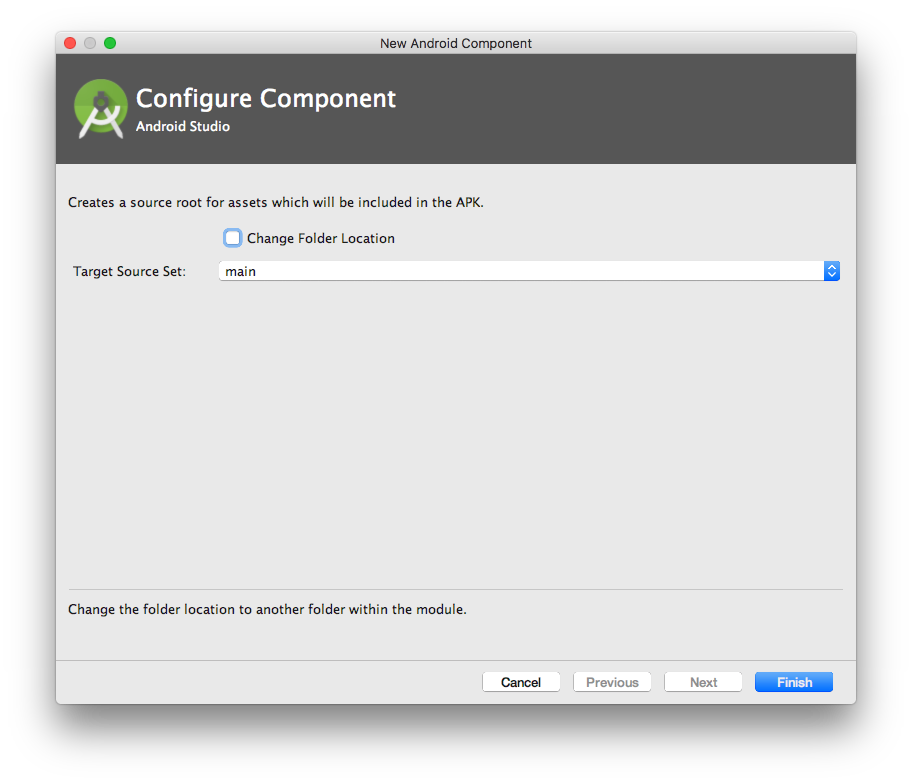 New Android Component
Configure Component
Android Studio
Creates a source root for assets which will be included in the APK.
Change Folder Location
Target Source Set: main
Change the folder location to another folder within the module.
Cancel Previous Next Finish